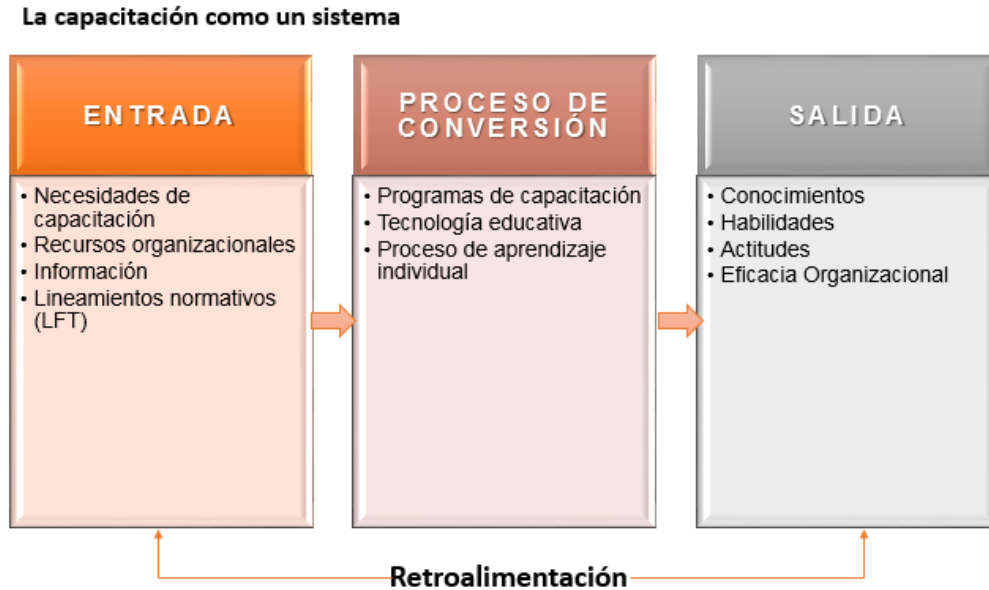 La capacitación como un sistema
ENTRADA
• Necesidades de
capacitación
• Recursos organizacionales
• Información
• Lineamientos normativos
(LFT)
PROCESO DE
CONVERSIÓN
• Programas de capacitación
• Tecnología educativa
• Proceso de aprendizaje
individual
SALIDA
• Conocimientos
• Habilidades
• Actitudes
• Eficacia Organizacional
Retroalimentación